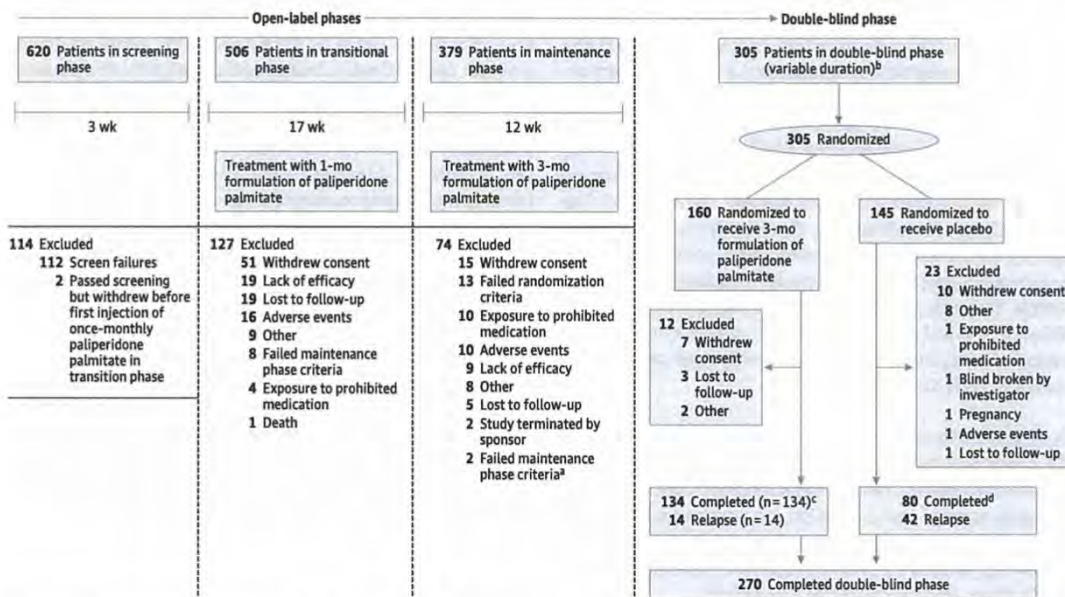 Open-label phases
Double-blind phase
620 Patients in screening
phase
506 Patients in transitional
phase
379 Patients in maintenance
phase
305 Patients in double-blind phase
(variable duration)b
3 wk
17 wk
12 wk
305 Randomized
Treatment with 1-mo
formulation of paliperidone
palmitate
Treatment with 3-mo
formulation of paliperidone
palmitate
160 Randomized to
receive 3-mo
formulation of
paliperidone
palmitate
145 Randomized to
receive placebo
114 Excluded
112 Screen failures
2 Passed screening
but withdrew before
first injection of
once-monthly
paliperidone
palmitate in
transition phase
127 Excluded
51 Withdrew consent
19 Lack of efficacy
19 Lost to follow-up
16 Adverse events
9 Other
8 Failed maintenance
phase criteria
4 Exposure to prohibited
medication
1 Death
74 Excluded
15 Withdrew consent
13 Failed randomization
criteria
10 Exposure to prohibited
medication
10 Adverse events
9 Lack of efficacy
8 Other
5 Lost to follow-up
2 Study terminated by
sponsor
2 Failed maintenance
phase criteriaa
12 Excluded
7 Withdrew
consent
3 Lost to
follow-up
2 Other
23 Excluded
10 Withdrew consent
8 Other
1 Exposure to
prohibited
medication
1 Blind broken by
investigator
1 Pregnancy
1 Adverse events
1 Lost to follow-up
134 Completed (n=134)c
14 Relapse (n=14)
80 Completedd
42 Relapse
270 Completed double-blind phase